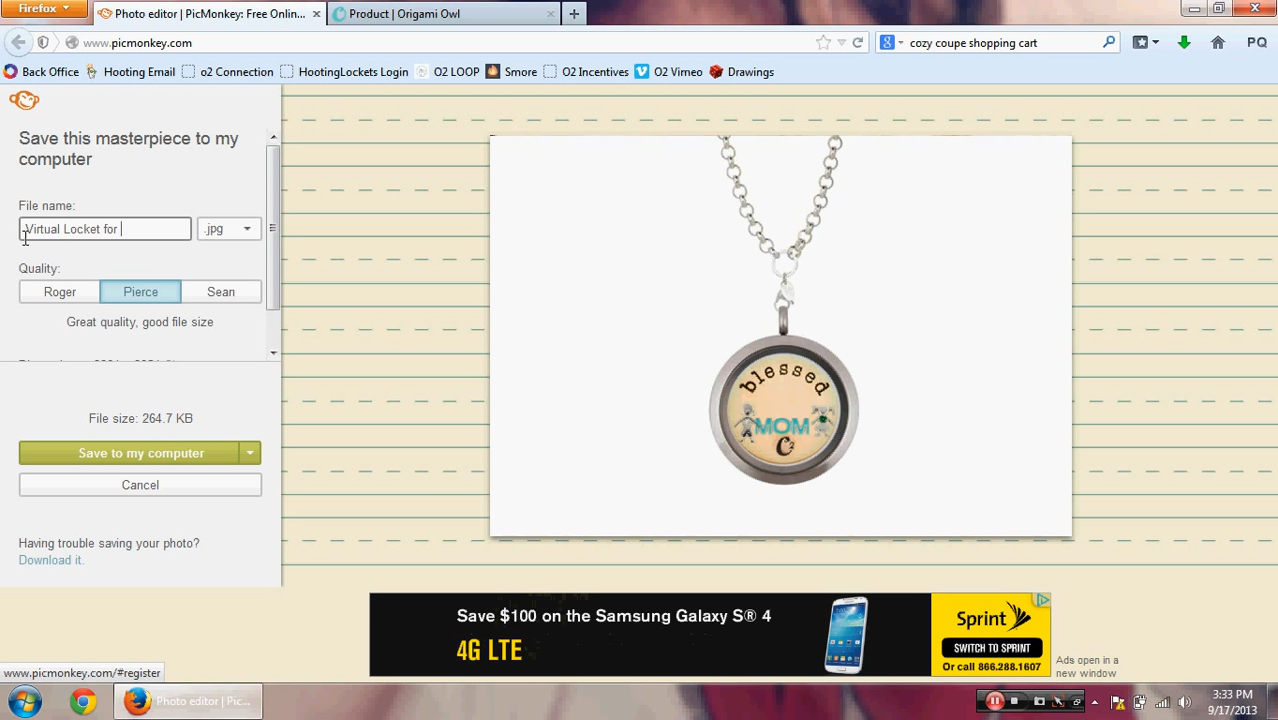 Firefox
Photo editor | PicMonkey: Free Onlin...
Product | Origami Owl
www.picmonkey.com
cozy coupe shopping cart
PQ
Back Office
Hooting Email
o2 Connection
HootingLockets Login
O2 LOOP
Smore
O2 Incentives
O2 Vimeo
Drawings
Save this masterpiece to my
computer
File name:
Virtual Locket for
.jpg
Quality:
Roger
Pierce
Sean
Great quality, good file size
File size: 264.7 KB
Save to my computer
Cancel
Having trouble saving your photo?
Download it.
blessed
MOM
Save $100 on the Samsung Galaxy S® 4
4G LTE
Sprint
SWITCH TO SPRINT
Or call 866.288.1607
Ads open in a
new window
www.picmonkey.com/#register
Photo editor | Pic...
3:33 PM
9/17/2013